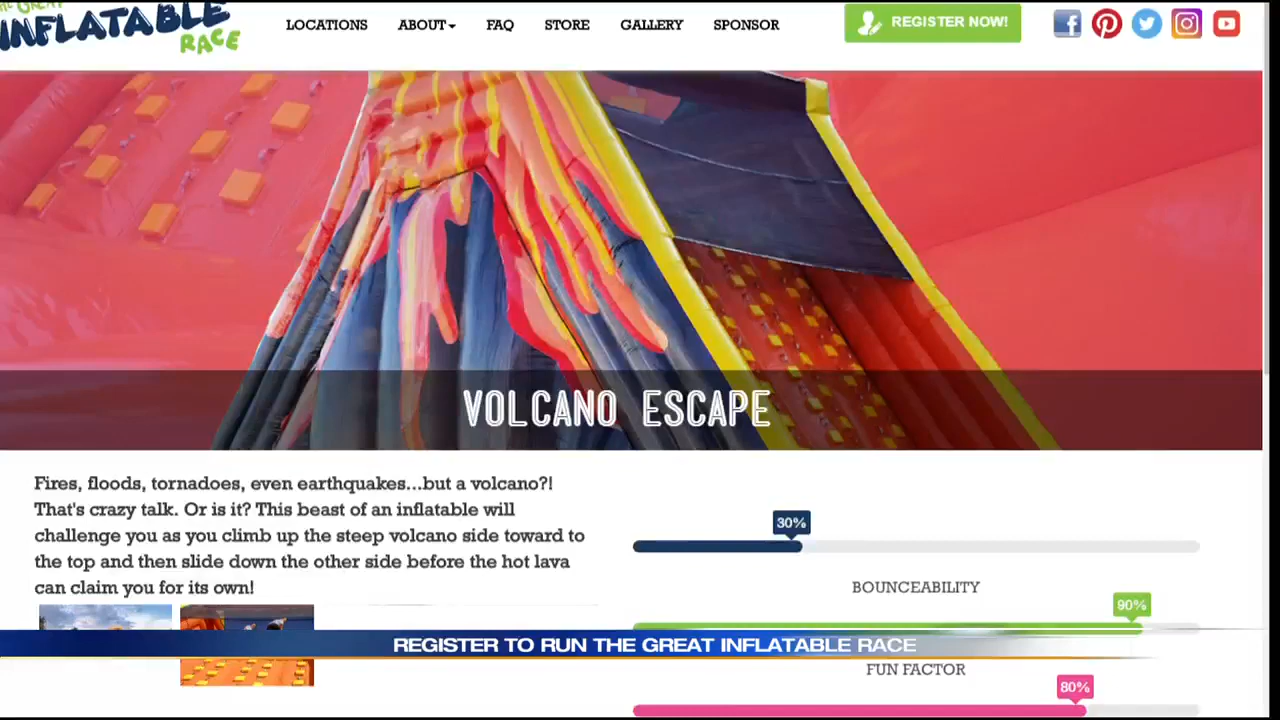 THE GREAT
INFLATABLE
RACE
LOCATIONS ABOUT FAQ STORE GALLERY SPONSOR
REGISTER NOW!
VOLCANO ESCAPE
Fires, floods, tornadoes, even earthquakes...but a volcano?!
That's crazy talk. Or is it? This beast of an inflatable will
challenge you as you climb up the steep volcano side toward to
the top and then slide down the other side before the hot lava
can claim you for its own!
30%
BOUNCEABILITY
90%
REGISTER TO RUN THE GREAT INFLATABLE RACE
FUN FACTOR
80%